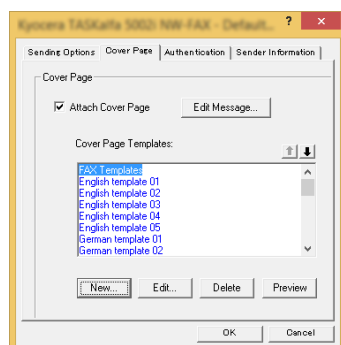 Kyocera TASKalfa 5002i NW-FAX - Default... ?
Sending Options Cover Page Authentication Sender Information
Cover Page
Attach Cover Page Edit Message...
Cover Page Templates:
FAX Templates
English template 01
English template 02
English template 03
English template 04
English template 05
German template 01
German template 02
New... Edit... Delete Preview
OK Cancel